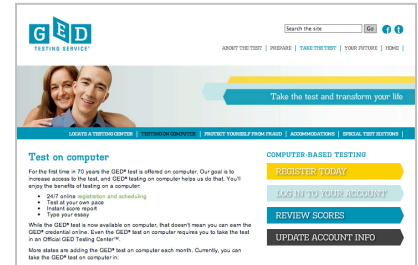 GED
TESTING SERVICE®
Search the site
Go
ABOUT THE TEST | PREPARE | TAKE THE TEST | YOUR FUTURE | HOME |
Take the test and transform your life
LOCATE A TESTING CENTER | TESTING ON COMPUTER | PROTECT YOURSELF FROM FRAUD | ACCOMMODATIONS | SPECIAL TEST EDITIONS |
Test on computer
For the first time in 70 years the GED® test is offered on computer. Our goal is to
increase access to the test, and GED® testing on computer helps us do that. You'll
enjoy the benefits of testing on a computer:
• 24/7 online registration and scheduling
• Test at your own pace
• Instant score report
• Type your essay
While the GED® test is now available on computer, that doesn't mean you can earn the
GED® credential online. Even the GED® test on computer requires you to take the test
in an Official GED Testing Center™.
More states are adding the GED® test on computer each month. Currently, you can
take the GED® test on computer in:
COMPUTER-BASED TESTING
REGISTER TODAY
LOG IN TO YOUR ACCOUNT
REVIEW SCORES
UPDATE ACCOUNT INFO